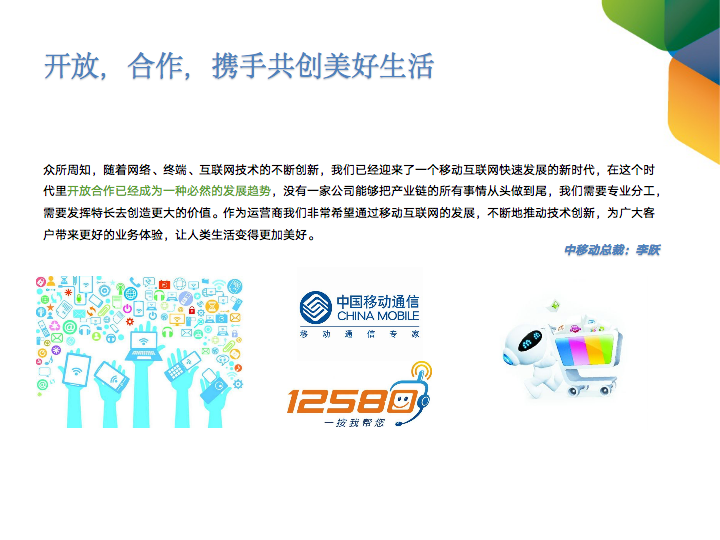 开放，合作，携手共创美好生活
众所周知，随着网络、终端、互联网技术的不断创新，我们已经迎来了一个移动互联网快速发展的新时代，在这个时
代里开放合作已经成为一种必然的发展趋势，没有一家公司能够把产业链的所有事情从头做到尾，我们需要专业分工，
需要发挥特长去创造更大的价值。作为运营商我们非常希望通过移动互联网的发展，不断地推动技术创新，为广大客
户带来更好的业务体验，让人类生活变得更加美好。
中移动总裁：李跃
中国移动通信
CHINA MOBILE
移动通信专家
12580
一按我帮您